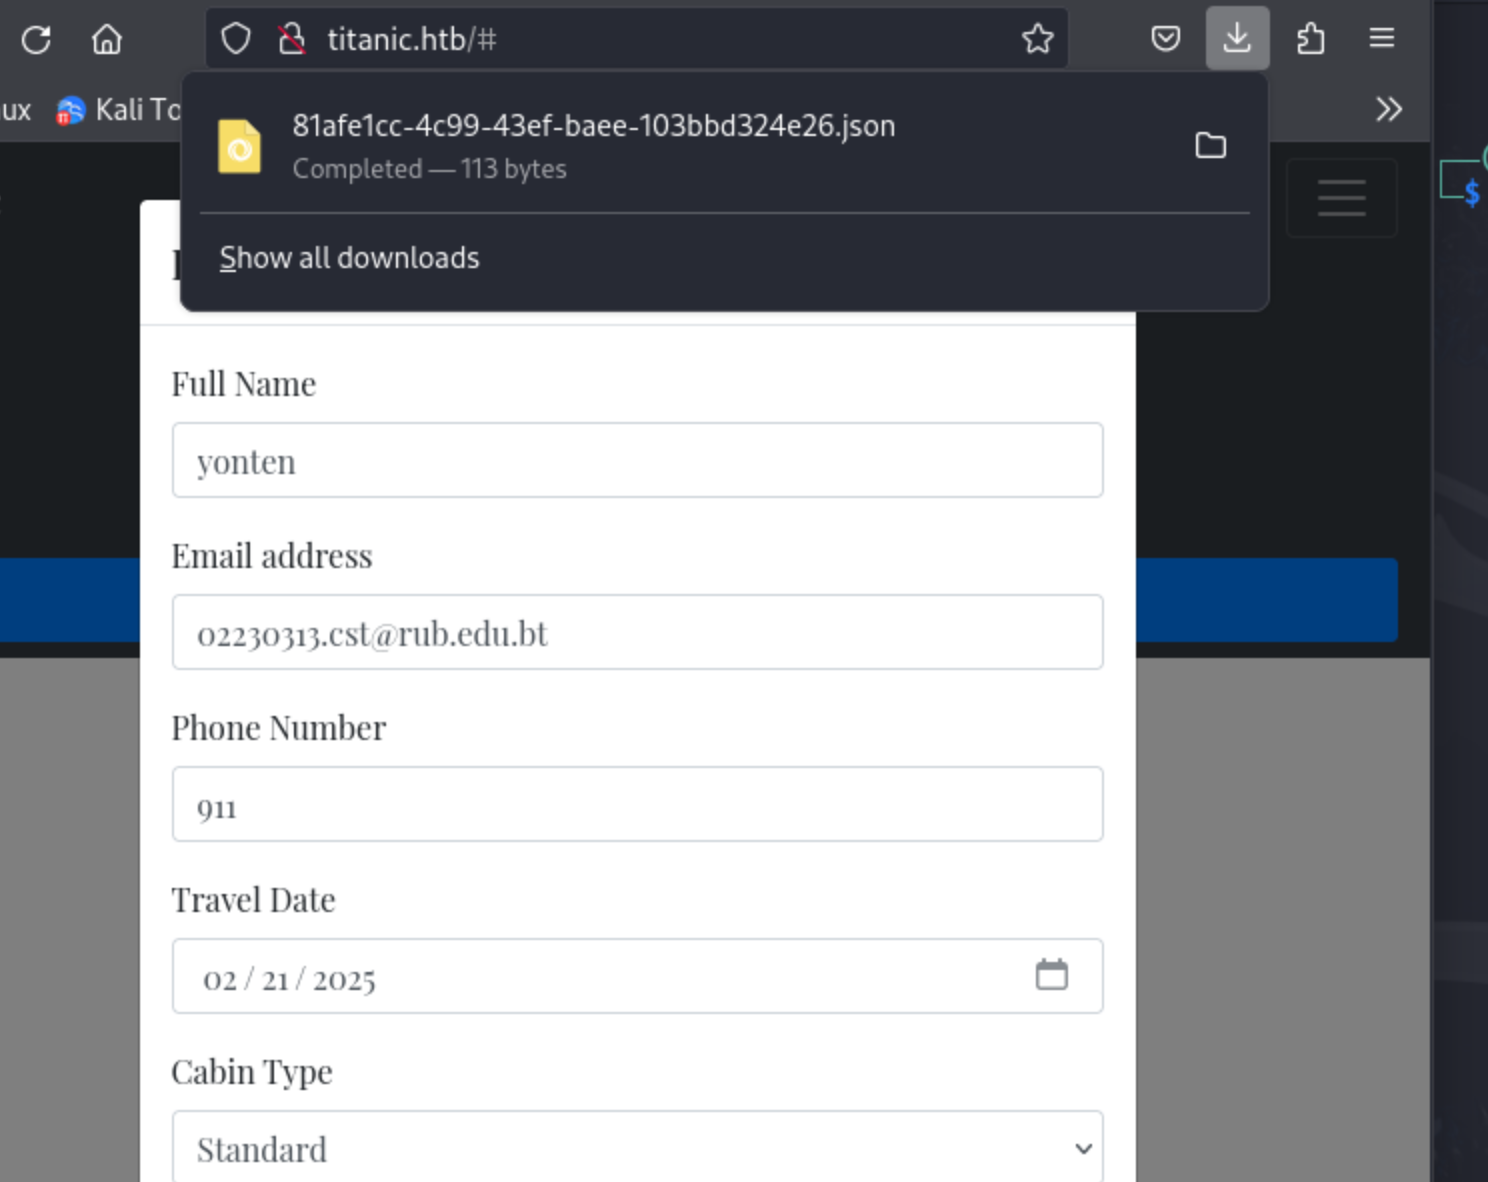 titanic.htb/#
ux Kali To
81afe1cc-4c99-43ef-baee-103bbd324e26.json
Completed — 113 bytes
Show all downloads
$
Full Name
yonten
Email address
02230313.cst@rub.edu.bt
Phone Number
911
Travel Date
02 / 21 / 2025
Cabin Type
Standard